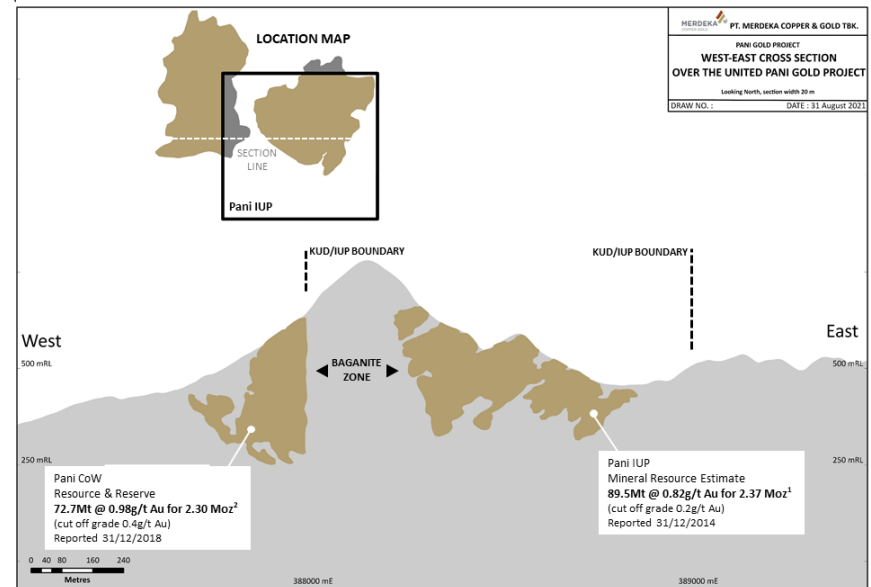 LOCATION MAP
SECTION
LINE
Pani IUP
MERDEKA
COPPER GOLD
PT. MERDEKA COPPER & GOLD TBK.
PANI GOLD PROJECT
WEST-EAST CROSS SECTION
OVER THE UNITED PANI GOLD PROJECT
Looking North, section width 20 m
DRAW NO. :
DATE : 31 August 2021
KUD/IUP BOUNDARY
KUD/IUP BOUNDARY
West
East
500 mRL
500 mRL
BAGANITE
ZONE
250 mRL
250 mRL
Pani CoW
Resource & Reserve
72.7Mt @ 0.98g/t Au for 2.30 Moz²
(cut off grade 0.4g/t Au)
Reported 31/12/2018
Pani IUP
Mineral Resource Estimate
89.5Mt @ 0.82g/t Au for 2.37 Moz¹
(cut off grade 0.2g/t Au)
Reported 31/12/2014
0 40 80 160 240
Metres
388000 mE
389000 mE